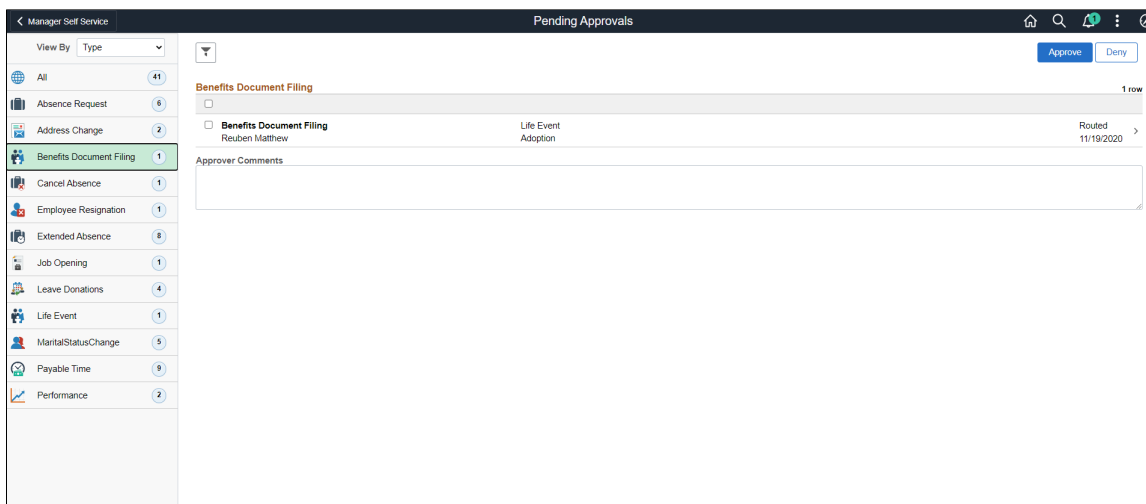 Manager Self Service
Pending Approvals
1
View By Type
Approve Deny
All 41
Absence Request 6
Address Change 2
Benefits Document Filing 1
Cancel Absence 1
Employee Resignation 1
Extended Absence 8
Job Opening 1
Leave Donations 4
Life Event 1
MaritalStatusChange 5
Payable Time 9
Performance 2
Benefits Document Filing 1 row
Benefits Document Filing Life Event Routed
Reuben Matthew Adoption 11/19/2020
Approver Comments